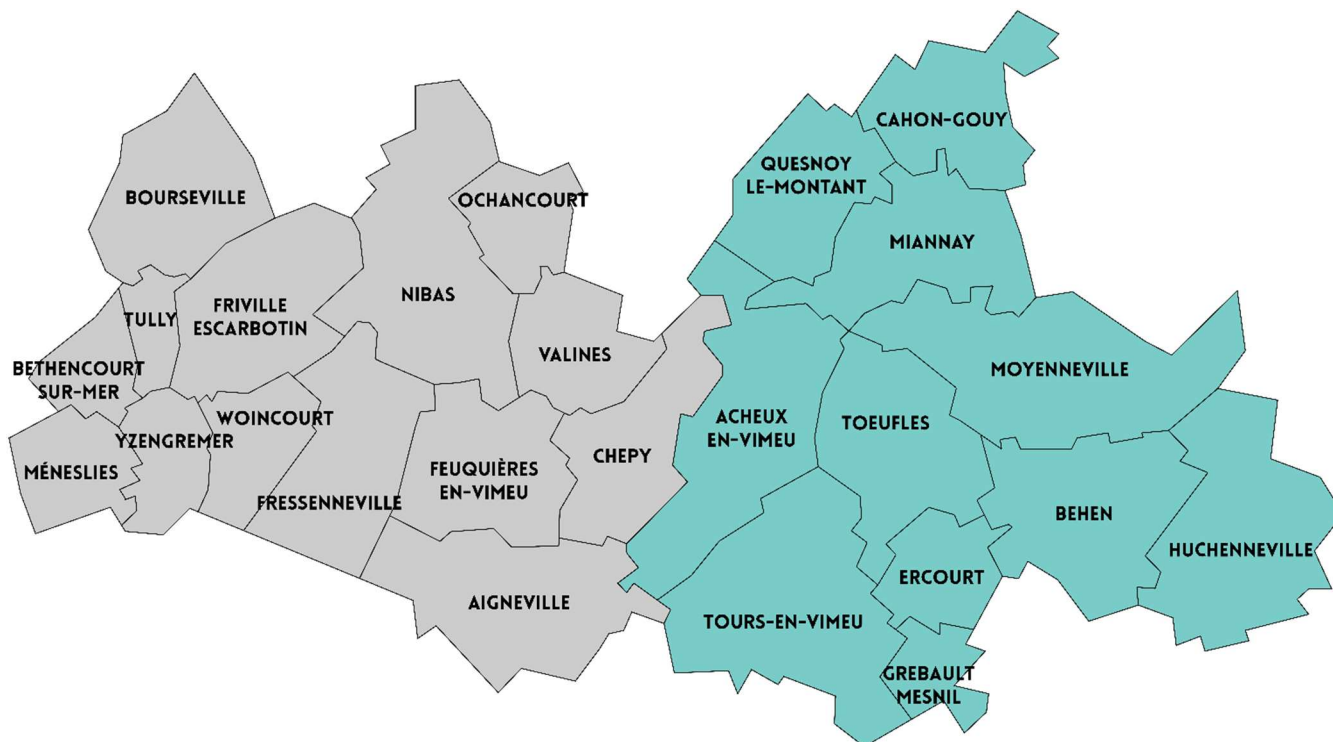 CAHON-GOUY
QUESNOY
LE-MONTANT
BOURSEVILLE
OCHANCOURT
MIANNAY
NIBAS
FRIVILLE
ESCARBOTIN
TULLY
VALINES
BETHENCOURT
SUR-MER
MOYENNEVILLE
WOINCOURT
ACHEUX
EN-VIMEU
TOEUFLES
YZENGREMER
MÉNESLIES
CHEPY
FEUQUIÈRES
EN-VIMEU
FRESSENNEVILLE
BEHEN
HUCHENNEVILLE
ERCOURT
AIGNEVILLE
TOURS-EN-VIMEU
GREBAULT
MESNIL